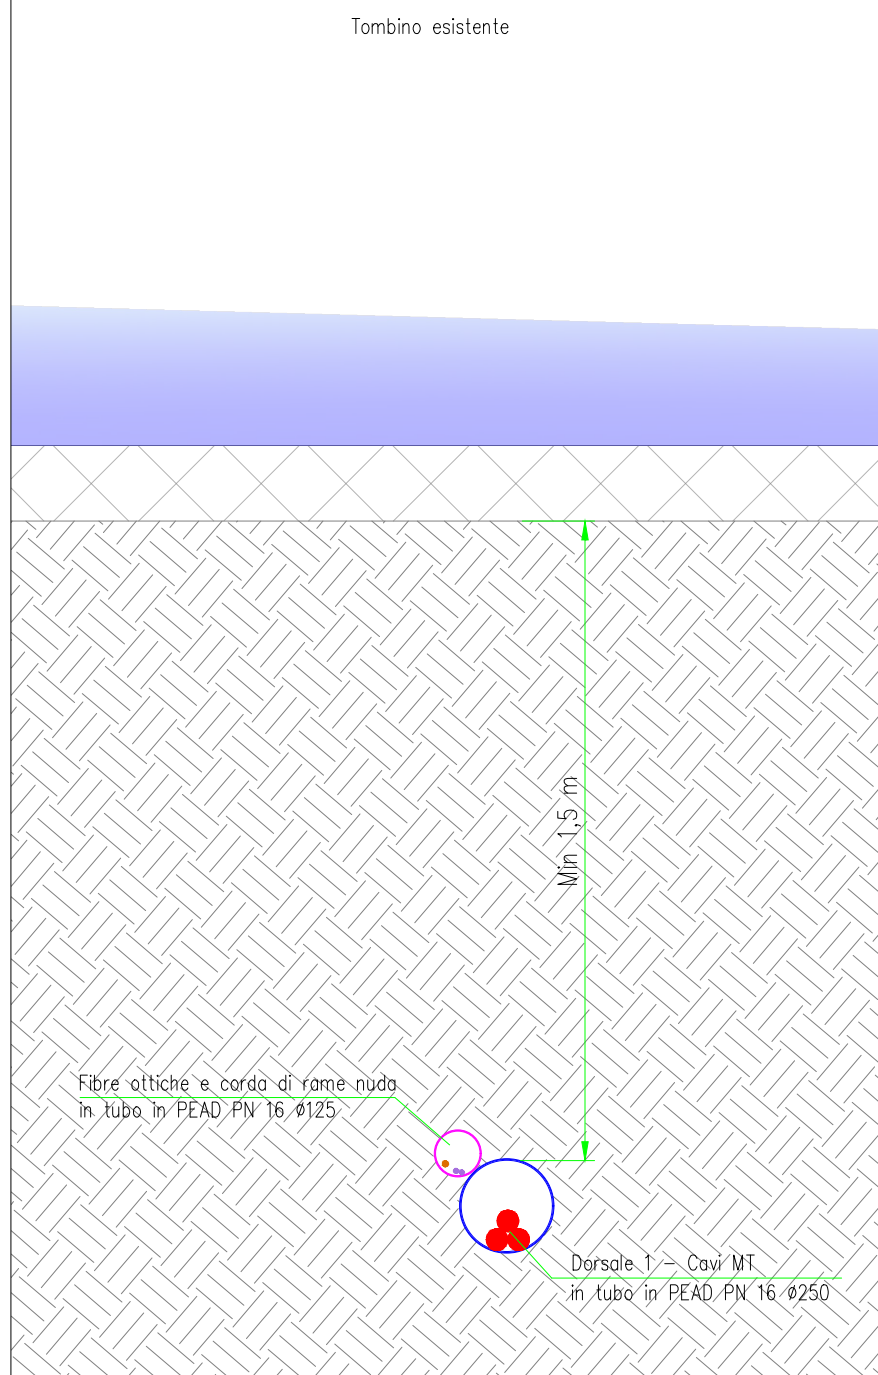 Tombino esistente
Min 1,5 m
Fibre ottiche e corda di rame nuda
in tubo in PEAD PN 16 ø125
Dorsale 1 - Cavi MT
in tubo in PEAD PN 16 ø250